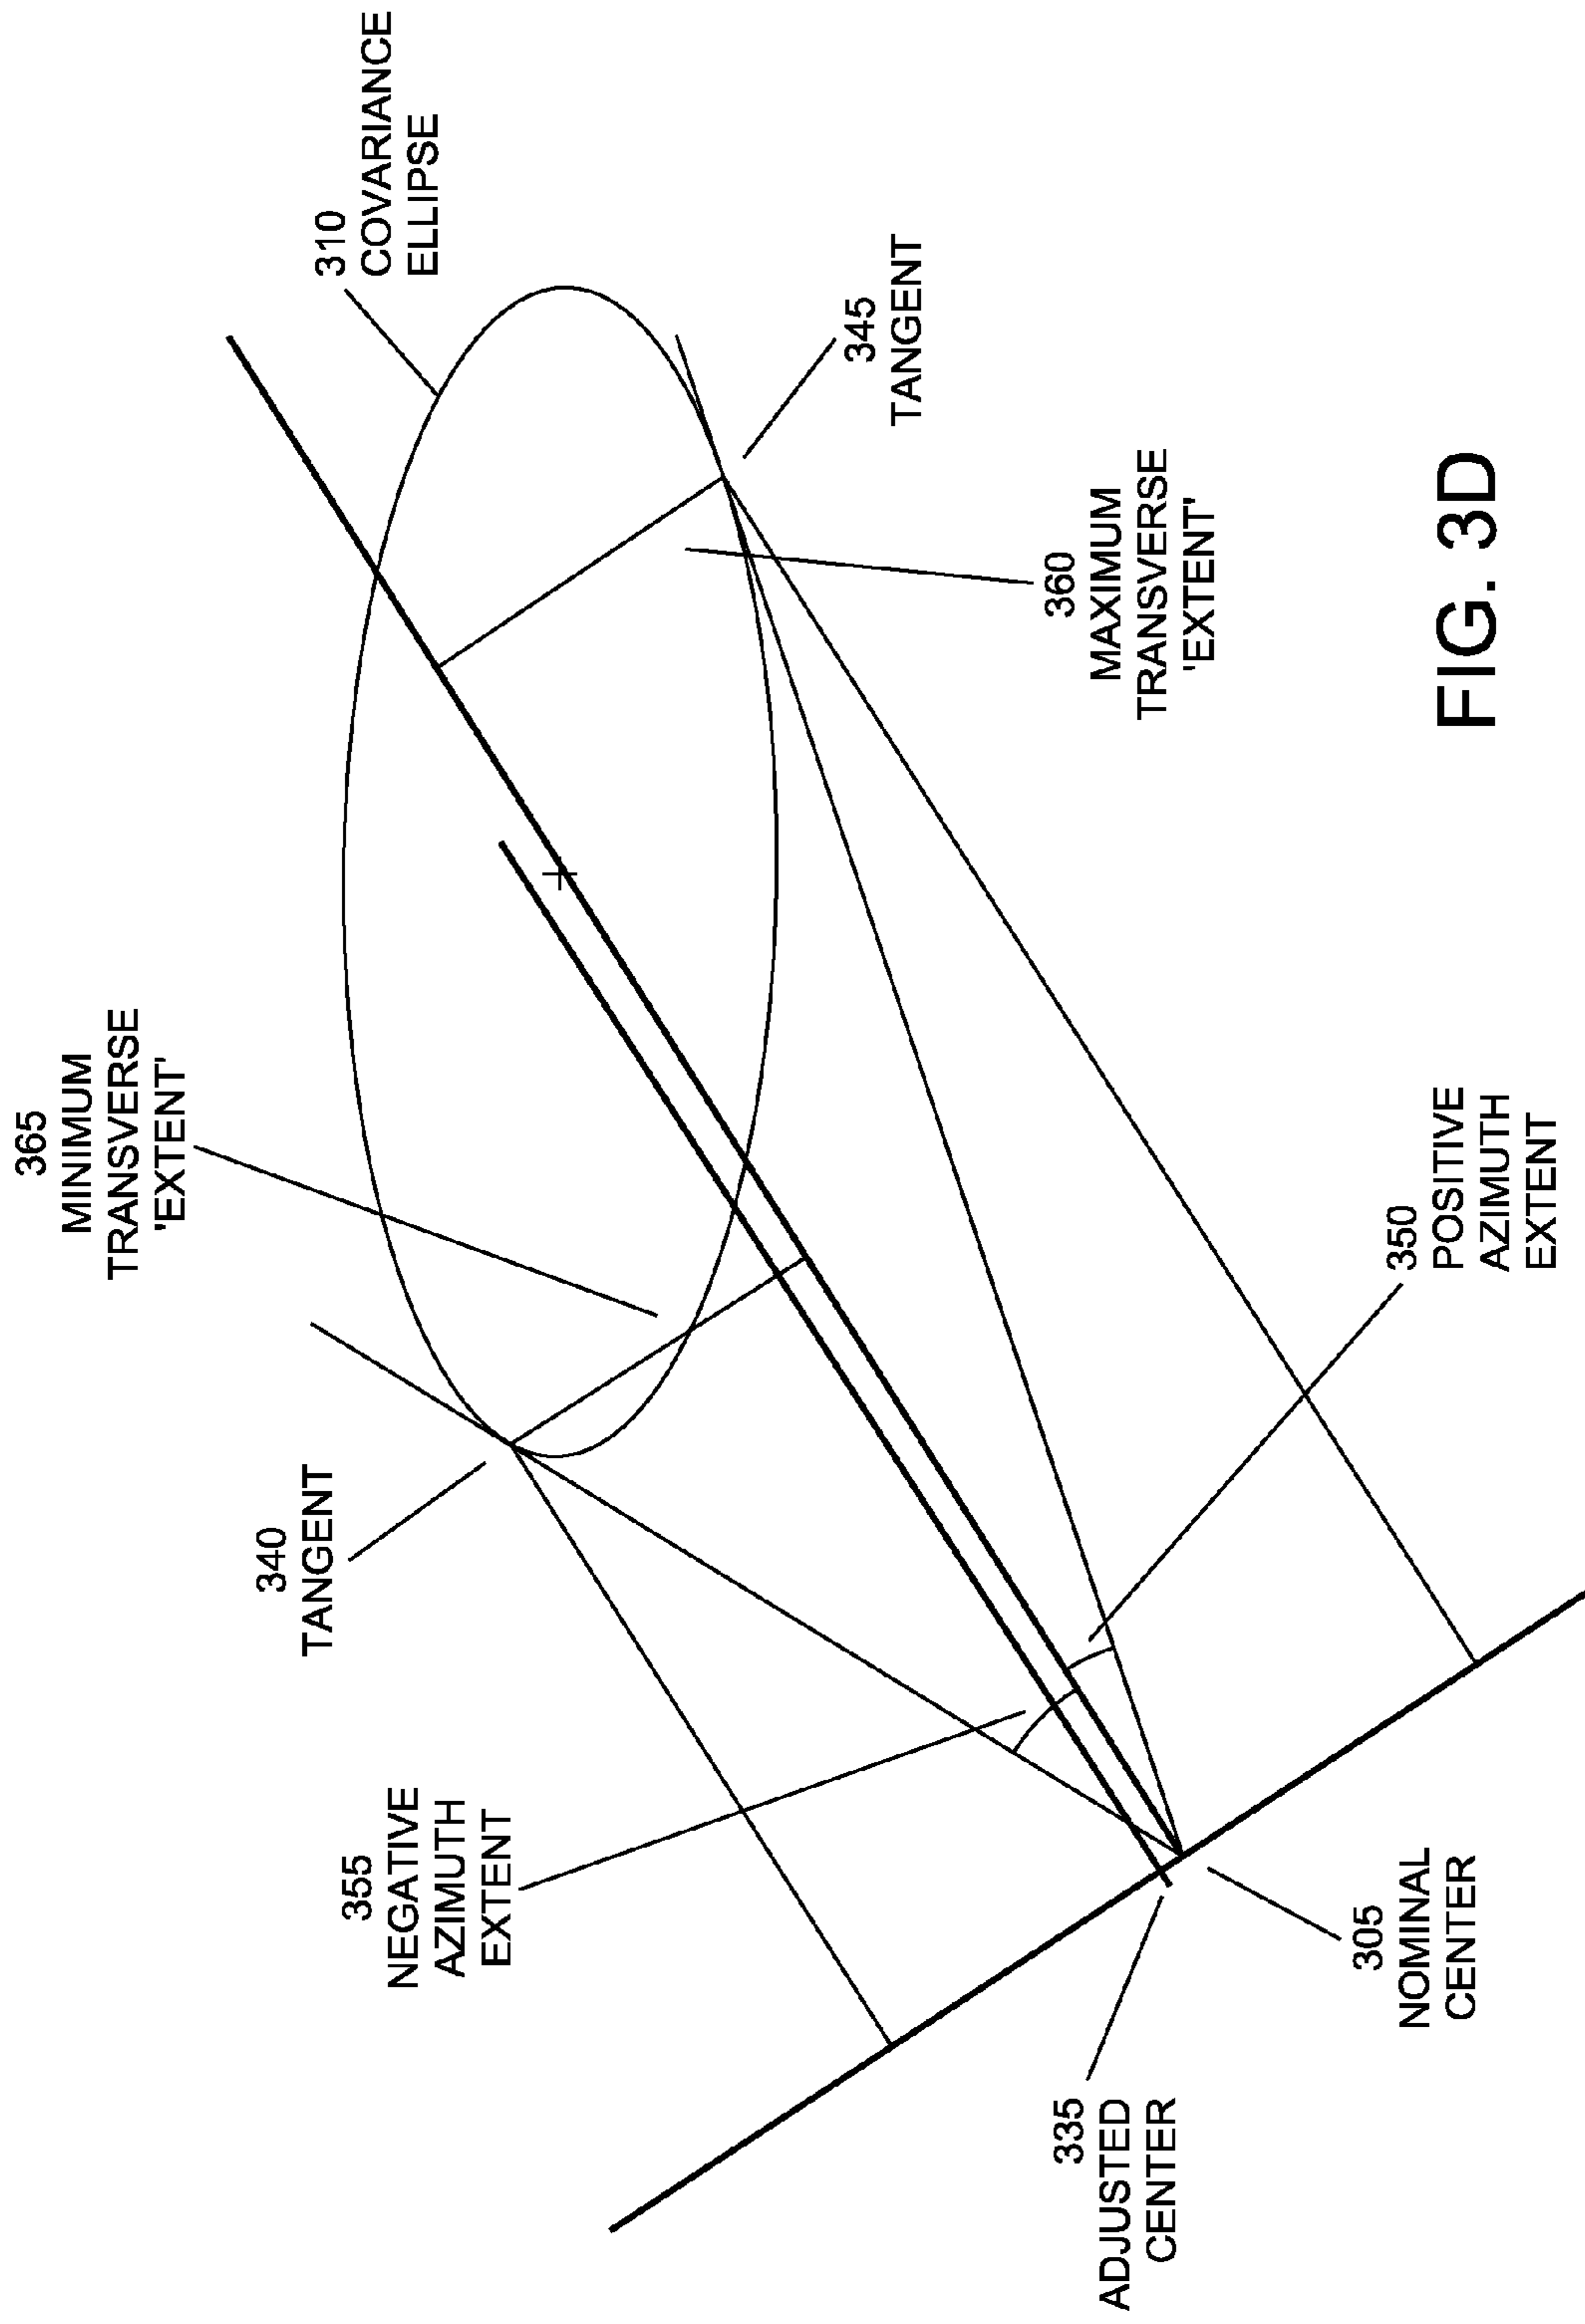 365
MINIMUM
TRANSVERSE
'EXTENT'
310
COVARIANCE
ELLIPSE
340
TANGENT
345
TANGENT
355
NEGATIVE
AZIMUTH
EXTENT
360
MAXIMUM
TRANSVERSE
'EXTENT'
335
ADJUSTED
CENTER
305
NOMINAL
CENTER
350
POSITIVE
AZIMUTH
EXTENT
FIG. 3D